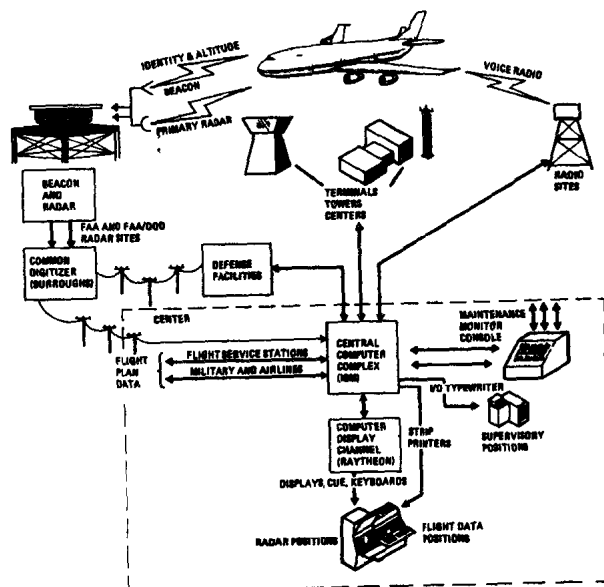 IDENTITY & ALTITUDE
BEACON
PRIMARY RADAR
VOICE RADIO
BEACON
AND
RADAR
FAA AND FAA/DOD
RADAR SITES
TERMINALS
TOWERS
CENTERS
RADIO
SITES
COMMON
DIGITIZER
(BURROUGHS)
DEFENSE
FACILITIES
CENTER
MAINTENANCE
MONITOR
CONSOLE
FLIGHT
PLAN
DATA
FLIGHT SERVICE STATIONS
MILITARY AND AIRLINES
CENTRAL
COMPUTER
COMPLEX
(IBM)
I/O TYPEWRITER
SUPERVISORY
POSITIONS
COMPUTER
DISPLAY
CHANNEL
(RAYTHEON)
STRIP
PRINTERS
DISPLAYS, CUE, KEYBOARDS
RADAR POSITIONS
FLIGHT DATA
POSITIONS